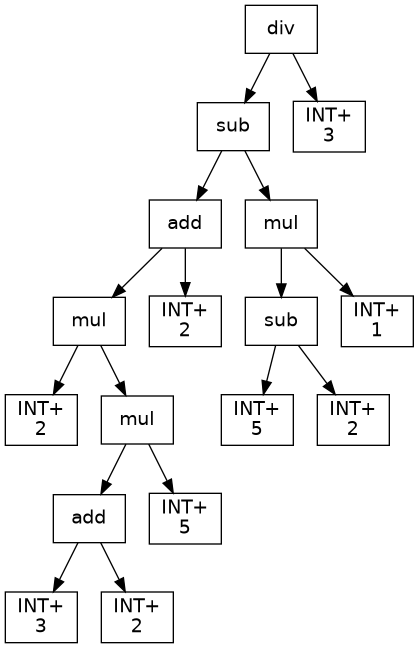 div
sub
INT+
3
add
mul
mul
INT+
2
sub
INT+
1
INT+
2
mul
INT+
5
INT+
2
add
INT+
5
INT+
3
INT+
2